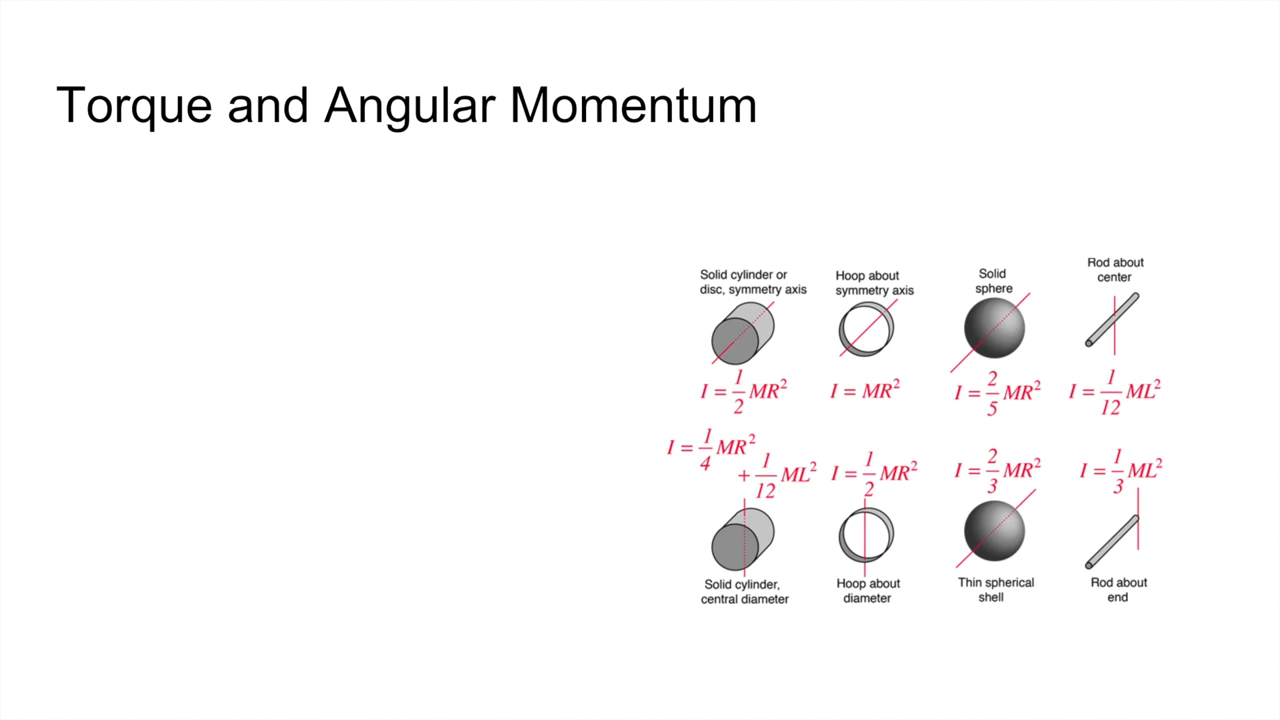 Torque and Angular Momentum
Solid cylinder or
disc, symmetry axis
I = 1/2 MR²
Hoop about
symmetry axis
I = MR²
Solid
sphere
I = 2/5 MR²
Rod about
center
I = 1/12 ML²
I = 1/4 MR²
+ 1/12 ML²
Solid cylinder,
central diameter
I = 1/2 MR²
Hoop about
diameter
I = 2/3 MR²
Thin spherical
shell
I = 1/3 ML²
Rod about
end